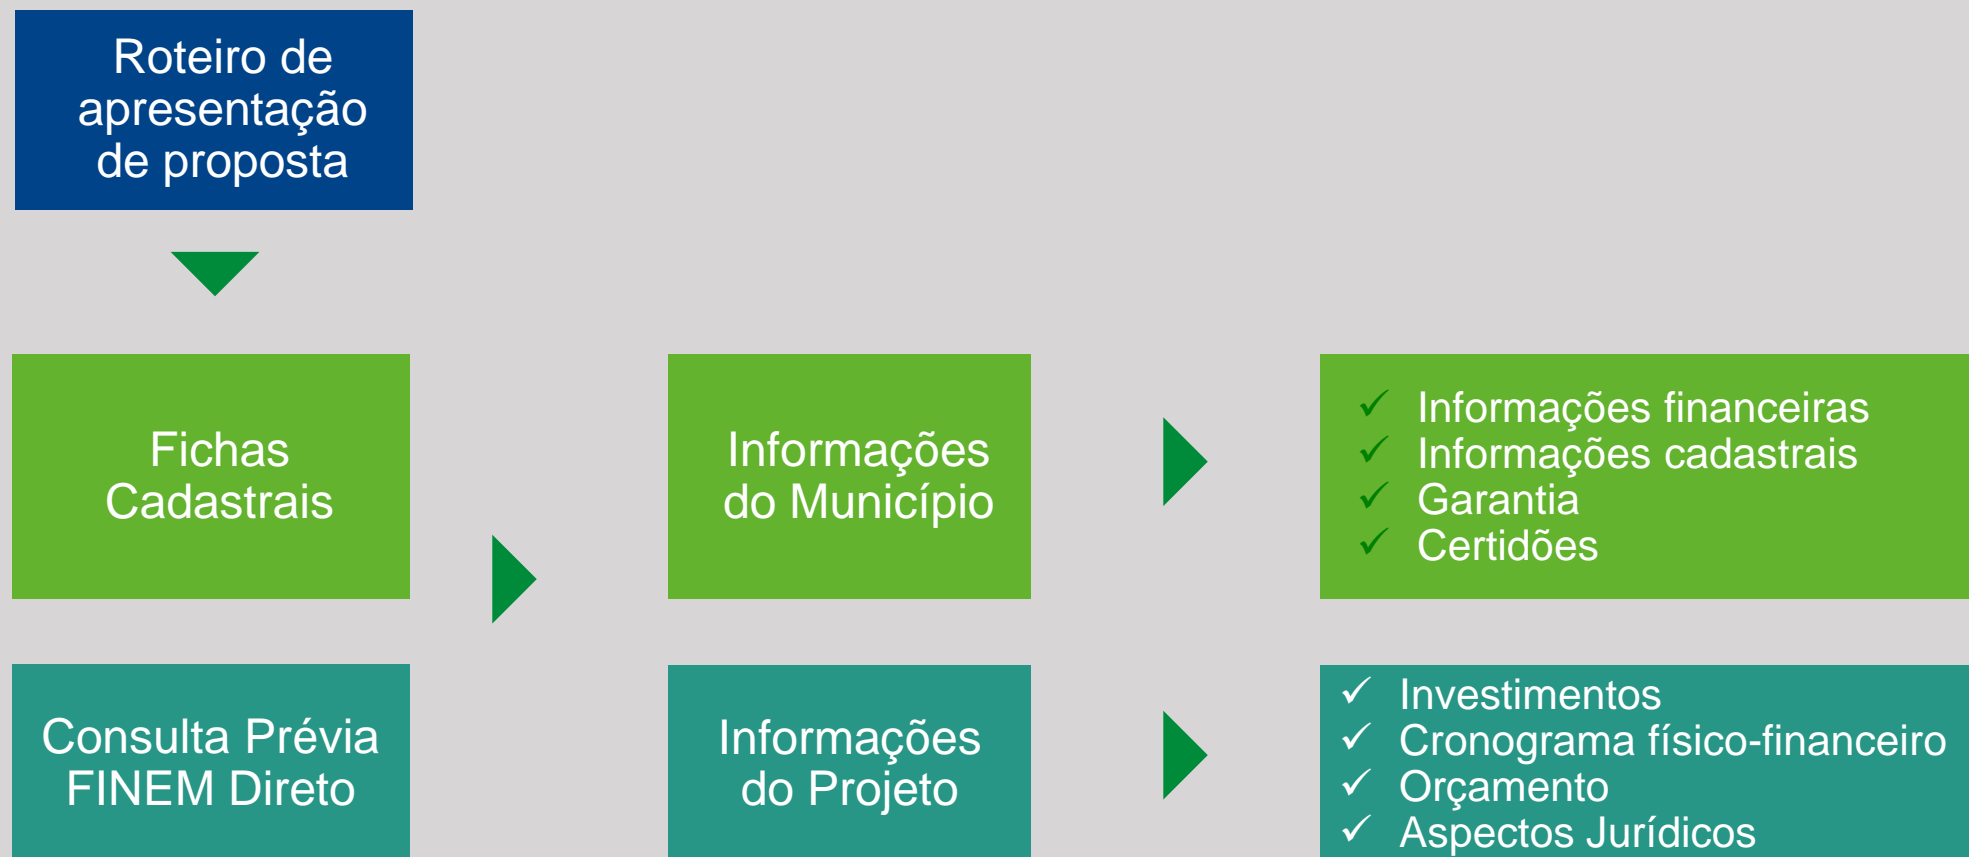 Roteiro de
apresentação
de proposta
Fichas
Cadastrais
Informações
do Município
✓ Informações financeiras
✓ Informações cadastrais
✓ Garantia
✓ Certidões
Consulta Prévia
FINEM Direto
Informações
do Projeto
✓ Investimentos
✓ Cronograma físico-financeiro
✓ Orçamento
✓ Aspectos Jurídicos